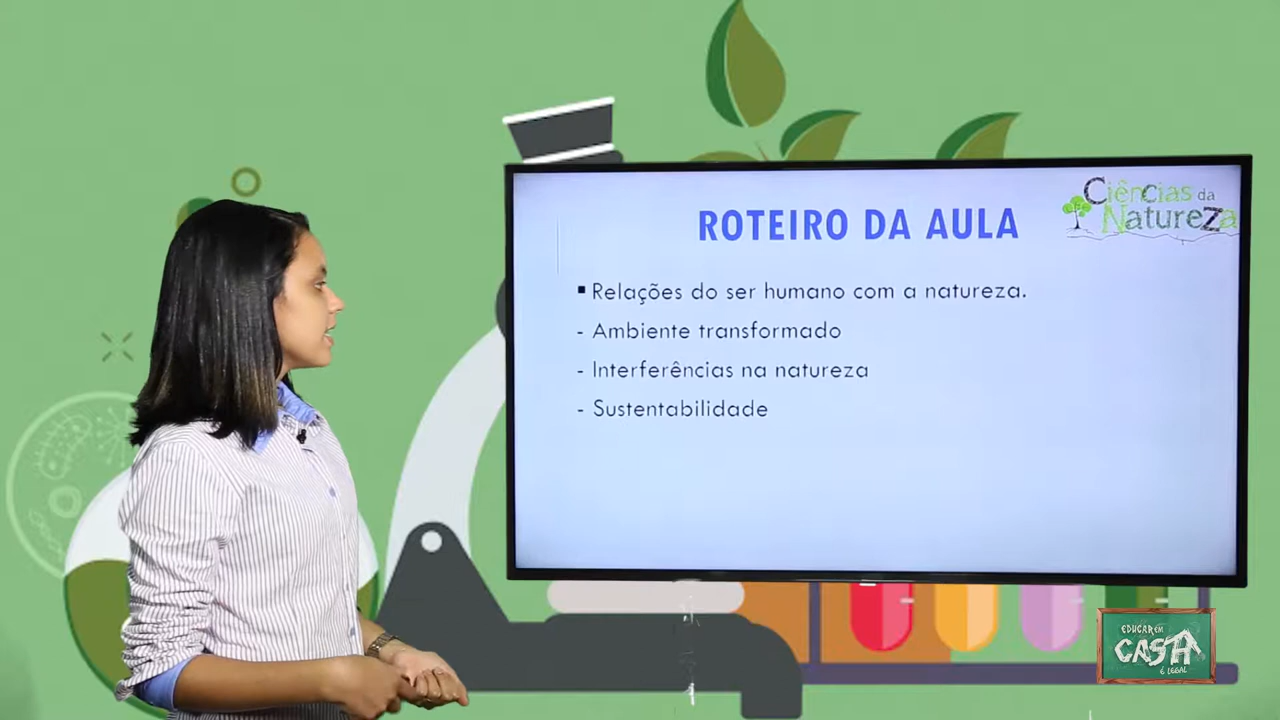 Ciências da
Natureza
ROTEIRO DA AULA
▪ Relações do ser humano com a natureza.
- Ambiente transformado
- Interferências na natureza
- Sustentabilidade
EDUCAR EM
CASA
É LEGAL